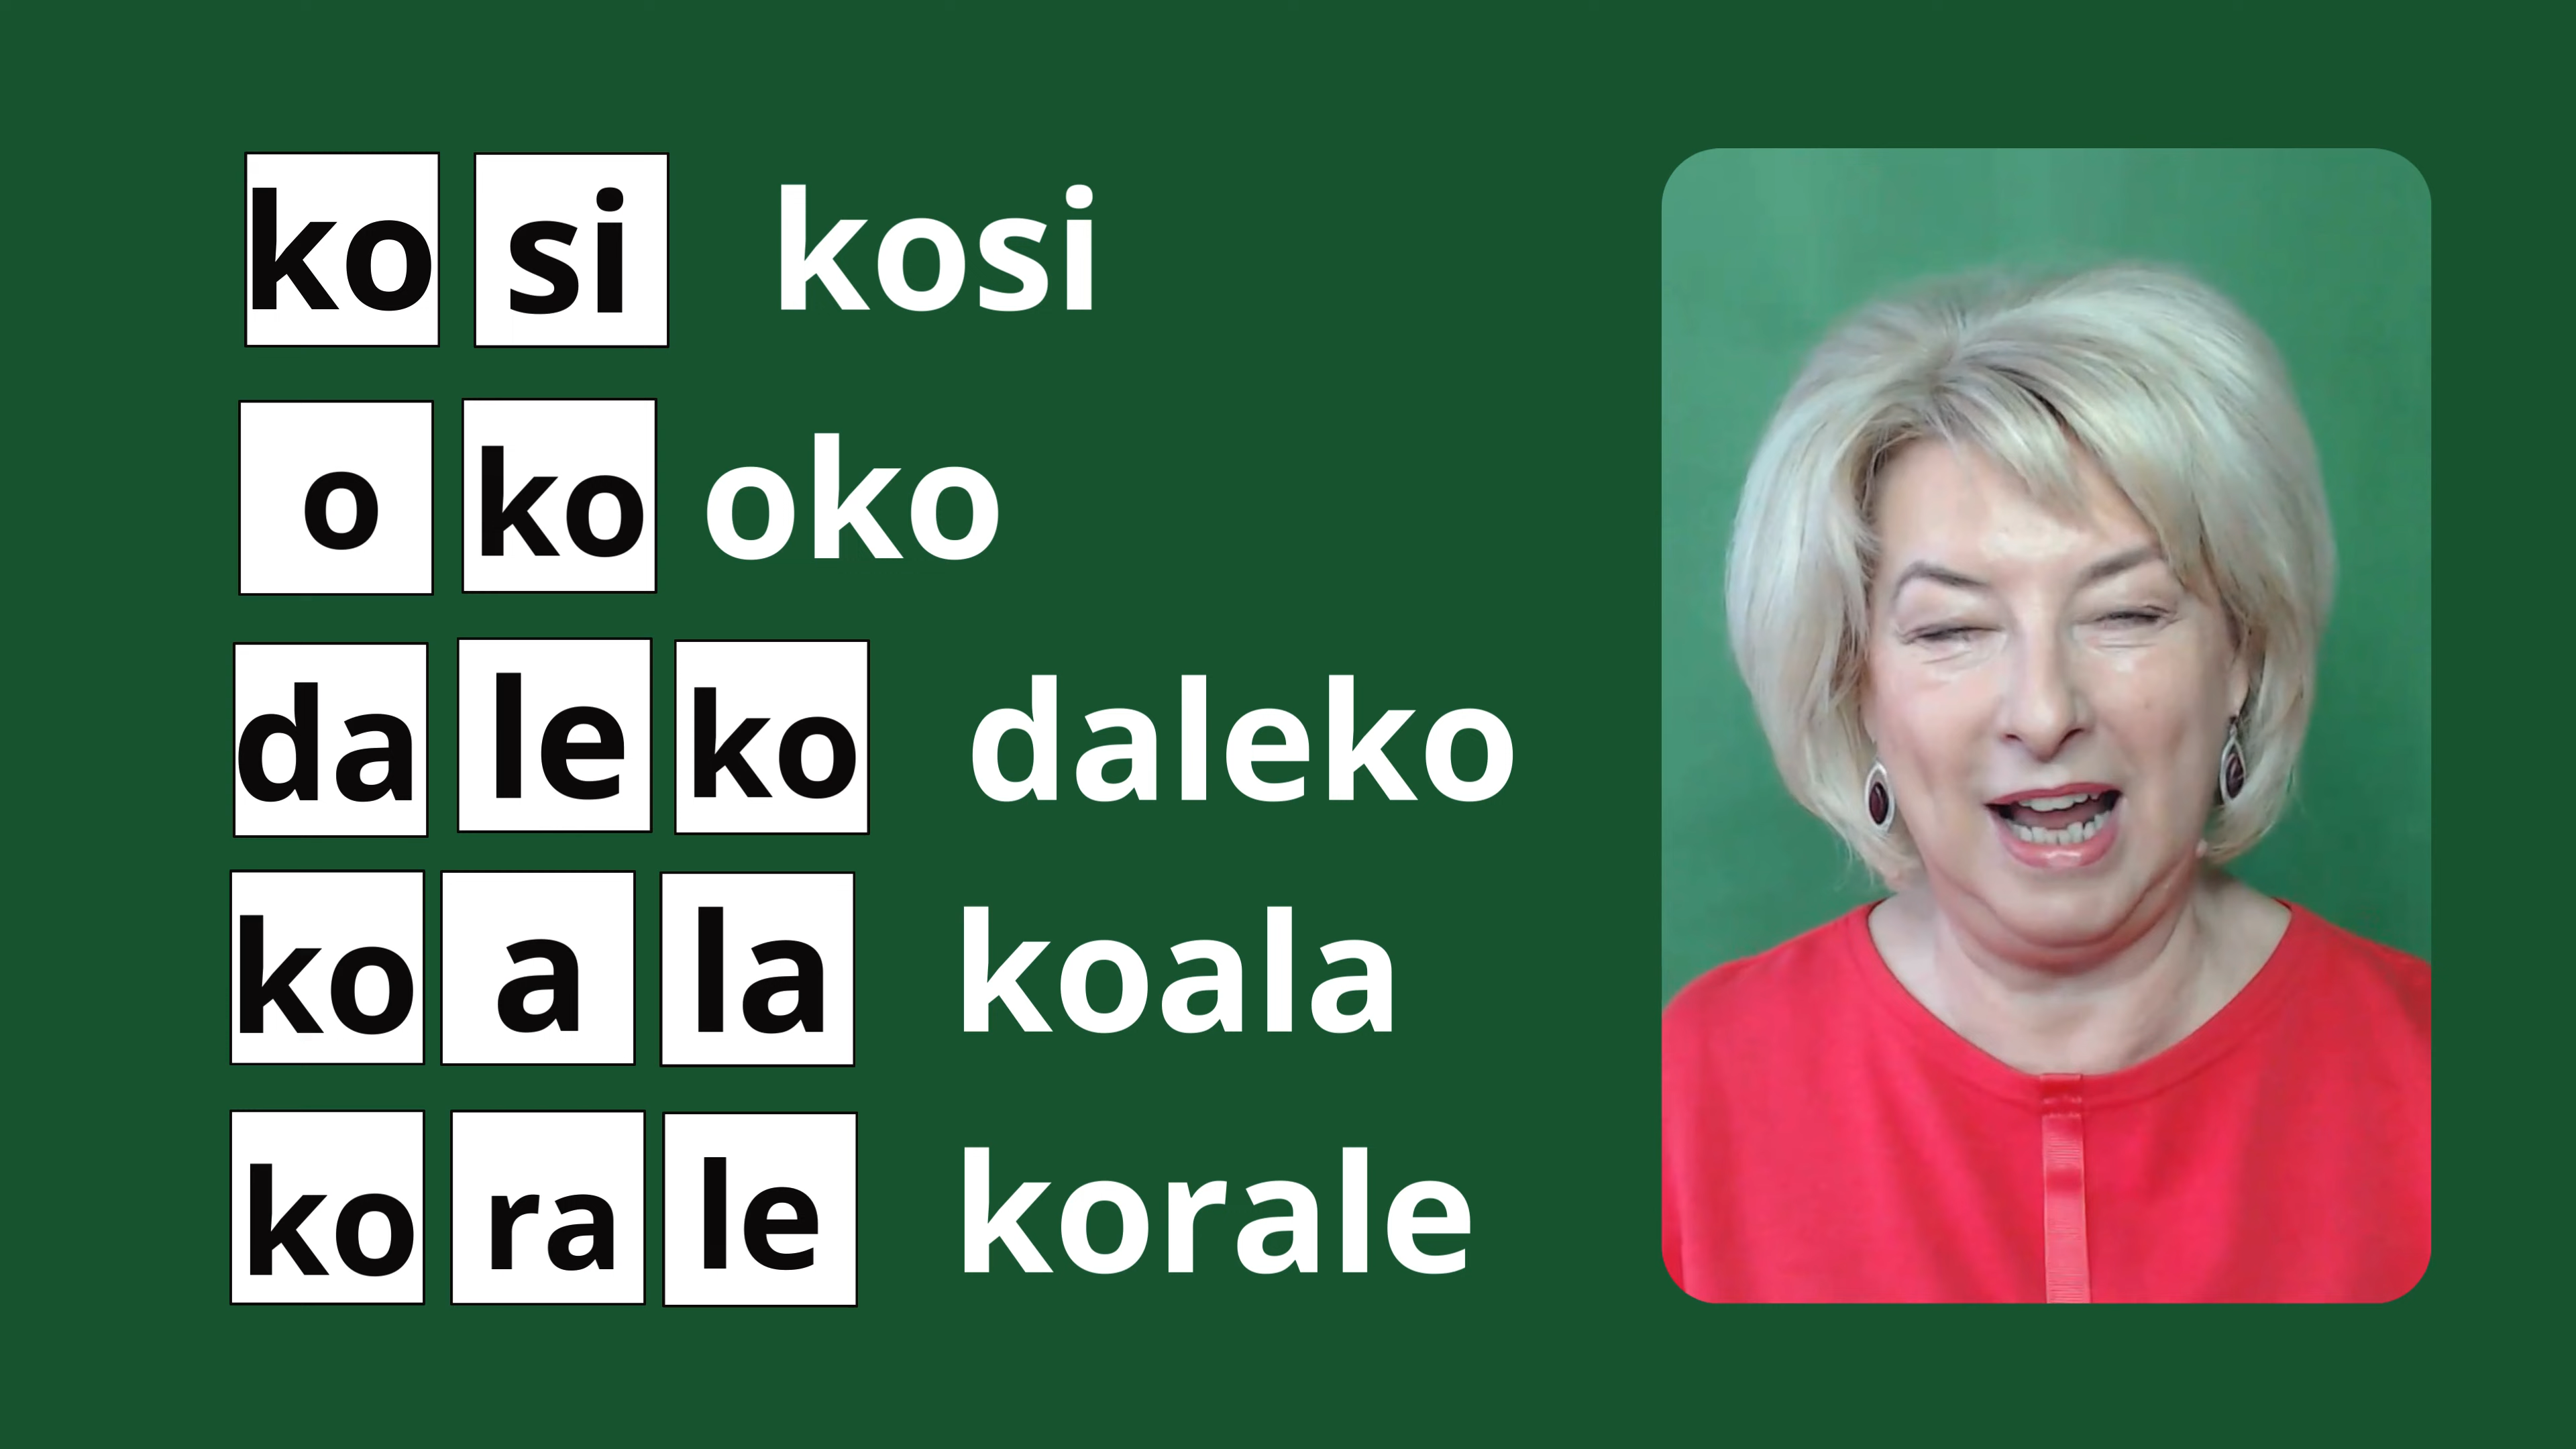 ko si kosi
o ko oko
da le ko daleko
ko a la koala
ko ra le korale